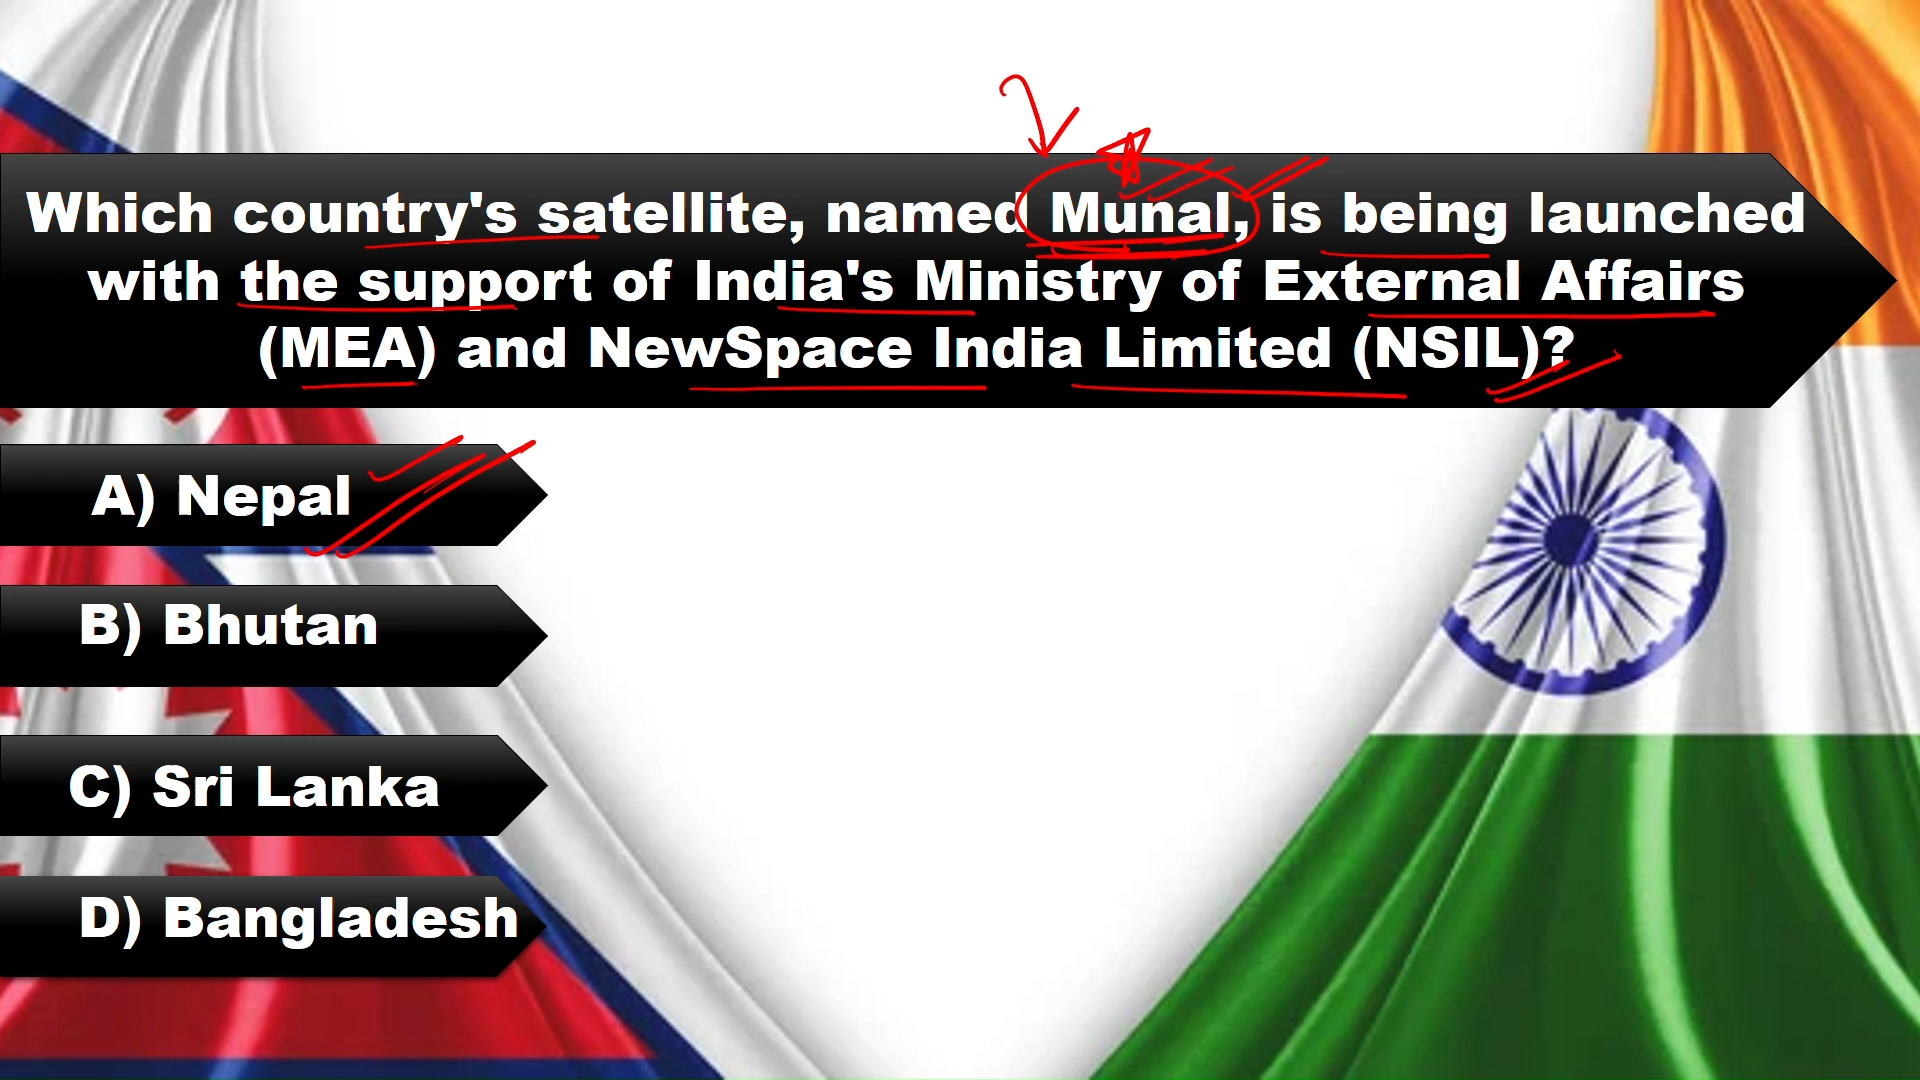 Which country's satellite, named Munal, is being launched
with the support of India's Ministry of External Affairs
(MEA) and NewSpace India Limited (NSIL)?
A) Nepal
B) Bhutan
C) Sri Lanka
D) Bangladesh